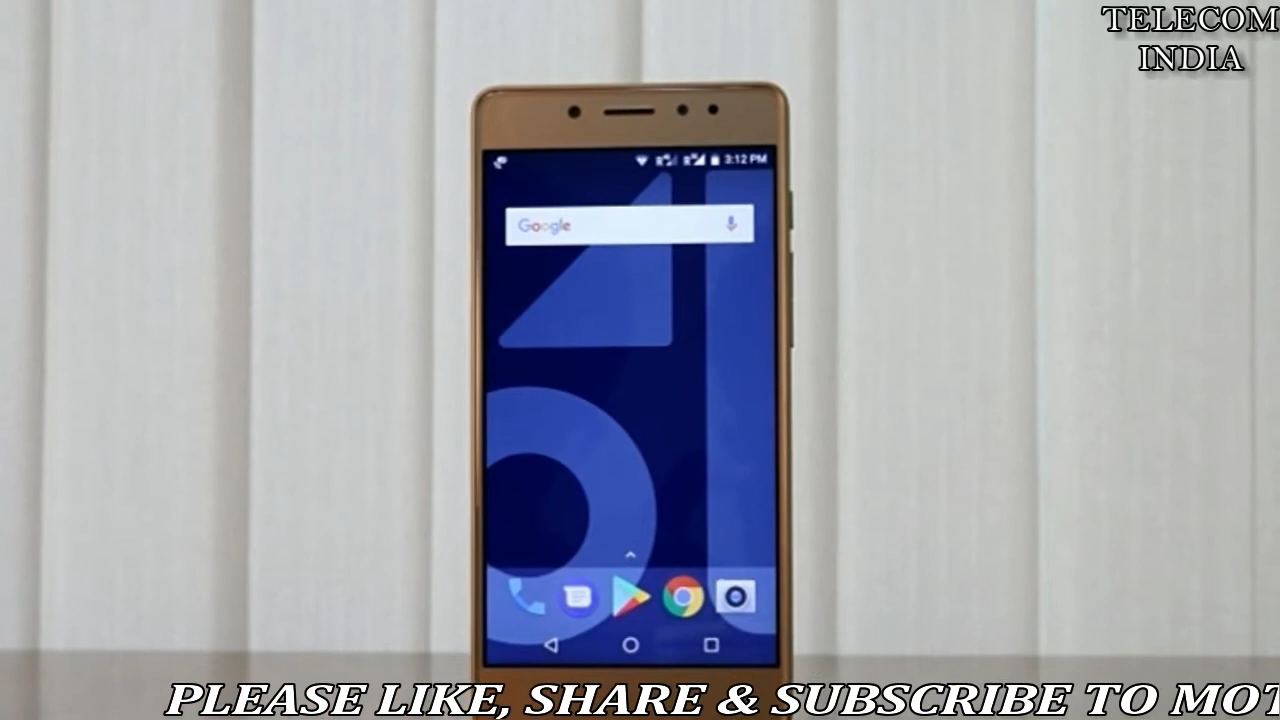 TELECOM
INDIA
3:12 PM
Google
PLEASE LIKE, SHARE & SUBSCRIBE TO MOT